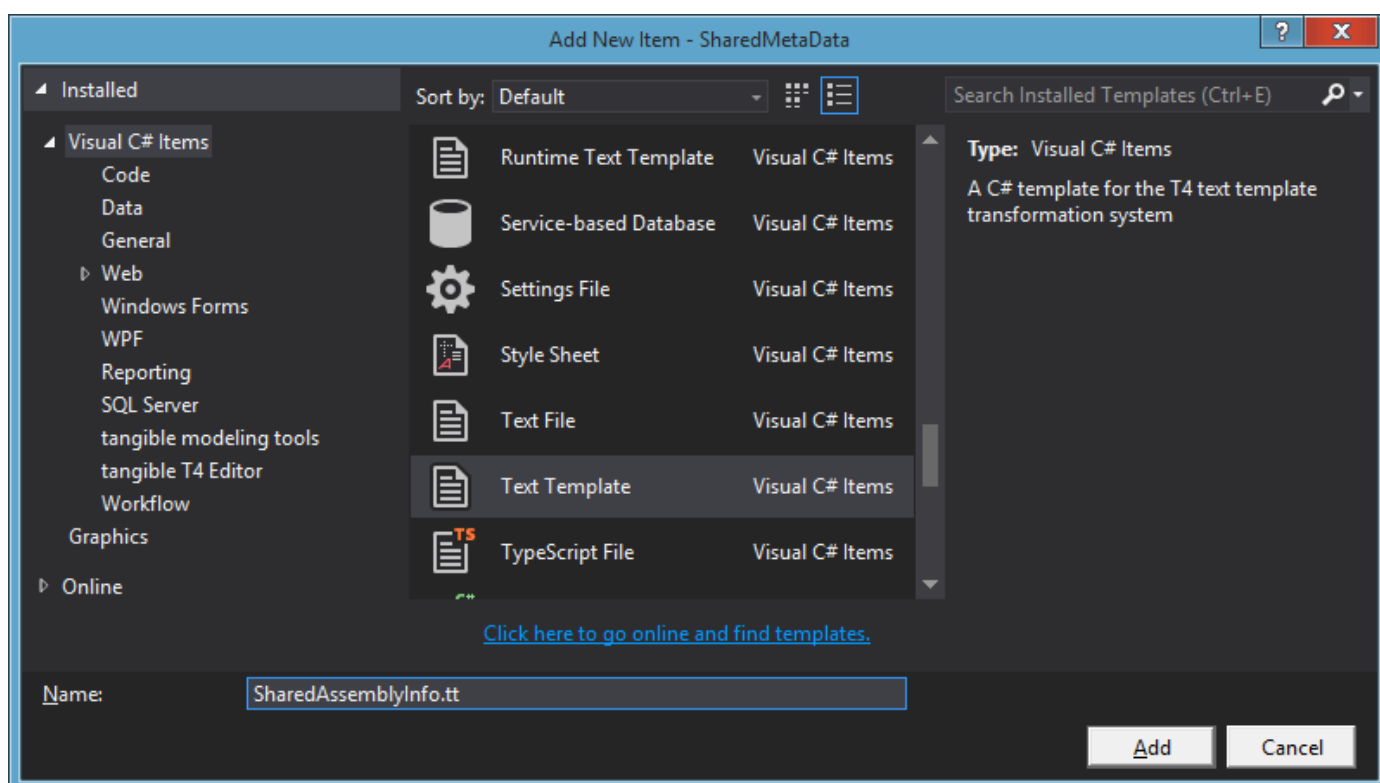 Add New Item - SharedMetaData
?
X
Installed
Sort by: Default
Search Installed Templates (Ctrl+E)
Visual C# Items
Code
Data
General
Web
Windows Forms
WPF
Reporting
SQL Server
tangible modeling tools
tangible T4 Editor
Workflow
Graphics
Online
Runtime Text Template Visual C# Items
Service-based Database Visual C# Items
Settings File Visual C# Items
Style Sheet Visual C# Items
Text File Visual C# Items
Text Template Visual C# Items
TS
TypeScript File Visual C# Items
Type: Visual C# Items
A C# template for the T4 text template
transformation system
Click here to go online and find templates.
Name: SharedAssemblyInfo.tt
Add Cancel